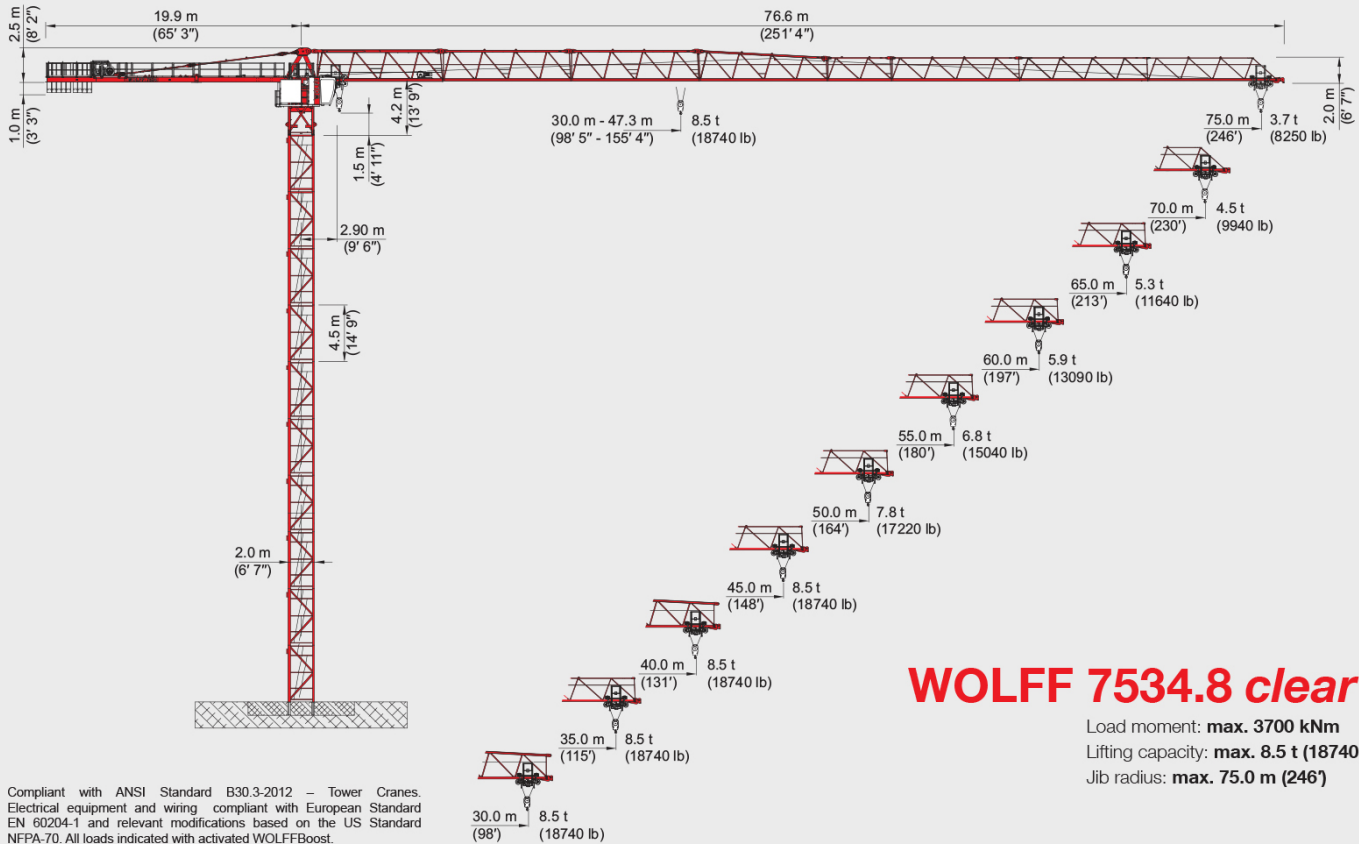 19.9 m
(65′ 3″)
76.6 m
(251′ 4″)
2.5 m
(8′ 2″)
1.0 m
(3′ 3″)
4.2 m
(13′ 9″)
1.5 m
(4′ 11″)
2.0 m
(6′ 7″)
30.0 m - 47.3 m 8.5 t
(98′ 5″ - 155′ 4″) (18740 lb)
75.0 m 3.7 t
(246′) (8250 lb)
2.90 m
(9′ 6″)
70.0 m 4.5 t
(230′) (9940 lb)
65.0 m 5.3 t
(213′) (11640 lb)
4.5 m
(14′ 9″)
60.0 m 5.9 t
(197′) (13090 lb)
55.0 m 6.8 t
(180′) (15040 lb)
50.0 m 7.8 t
(164′) (17220 lb)
2.0 m
(6′ 7″)
45.0 m 8.5 t
(148′) (18740 lb)
40.0 m 8.5 t
(131′) (18740 lb)
35.0 m 8.5 t
(115′) (18740 lb)
30.0 m 8.5 t
(98′) (18740 lb)
WOLFF 7534.8 clear
Load moment: max. 3700 kNm
Lifting capacity: max. 8.5 t (18740
Jib radius: max. 75.0 m (246′)
Compliant with ANSI Standard B30.3-2012 – Tower Cranes.
Electrical equipment and wiring compliant with European Standard
EN 60204-1 and relevant modifications based on the US Standard
NFPA-70. All loads indicated with activated WOLFFBoost.